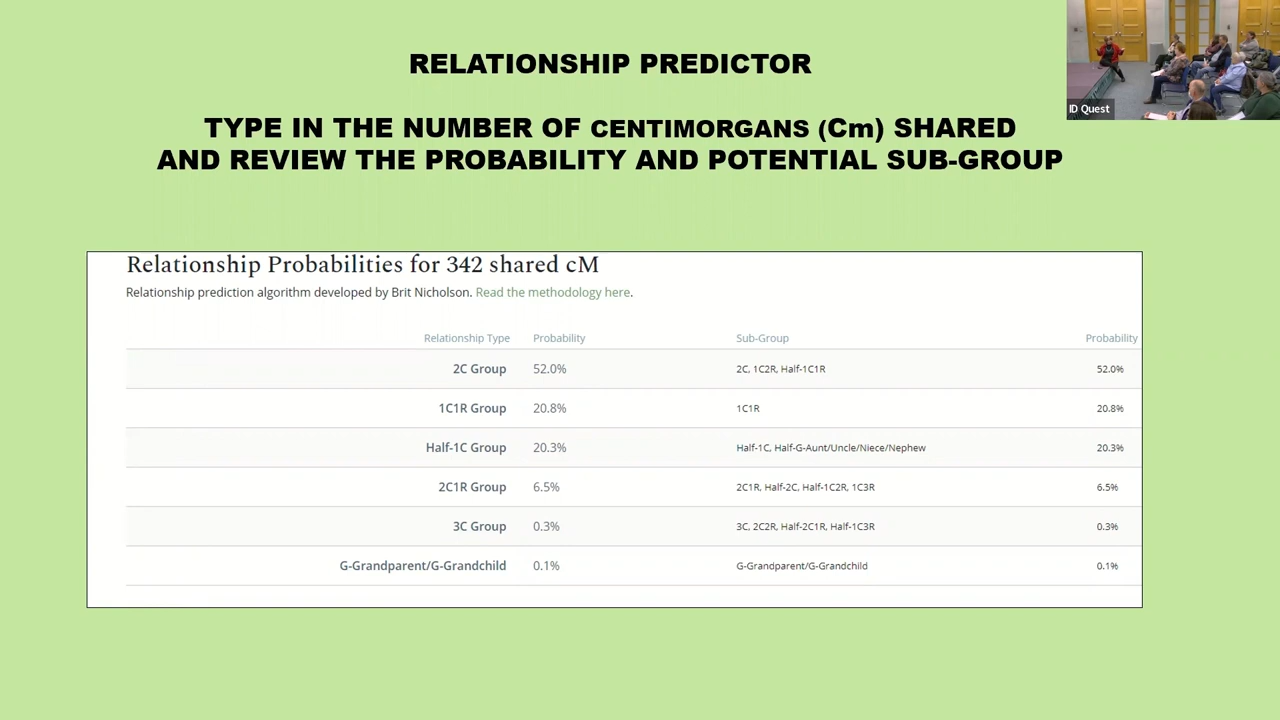 RELATIONSHIP PREDICTOR
TYPE IN THE NUMBER OF CENTIMORGANS (Cm) SHARED
AND REVIEW THE PROBABILITY AND POTENTIAL SUB-GROUP
ID Quest
Relationship Probabilities for 342 shared cM
Relationship prediction algorithm developed by Brit Nicholson. Read the methodology here.
Relationship Type Probability Sub-Group Probability
2C Group 52.0% 2C, 1C2R, Half-1C1R 52.0%
1C1R Group 20.8% 1C1R 20.8%
Half-1C Group 20.3% Half-1C, Half-G-Aunt/Uncle/Niece/Nephew 20.3%
2C1R Group 6.5% 2C1R, Half-2C, Half-1C2R, 1C3R 6.5%
3C Group 0.3% 3C, 2C2R, Half-2C1R, Half-1C3R 0.3%
G-Grandparent/G-Grandchild 0.1% G-Grandparent/G-Grandchild 0.1%